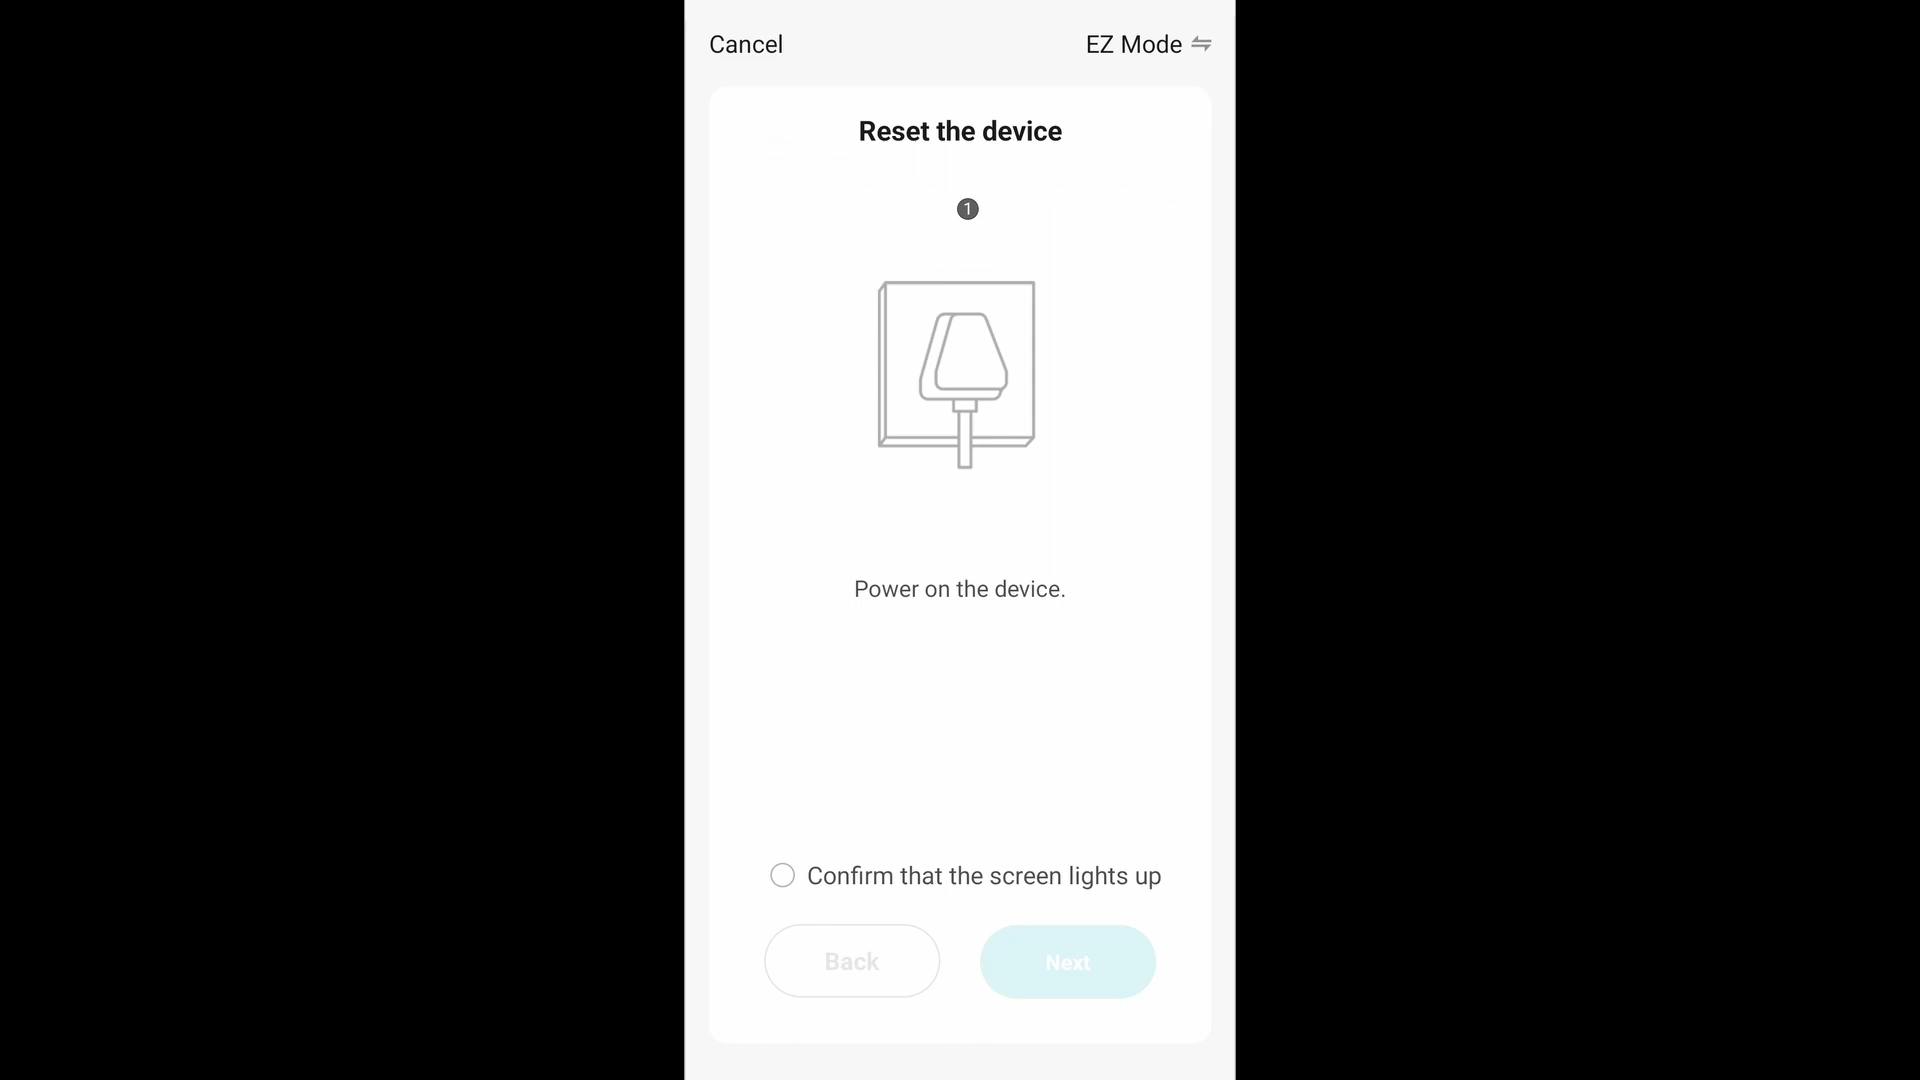 Cancel
EZ Mode
Reset the device
1
Power on the device.
Confirm that the screen lights up
Back
Next